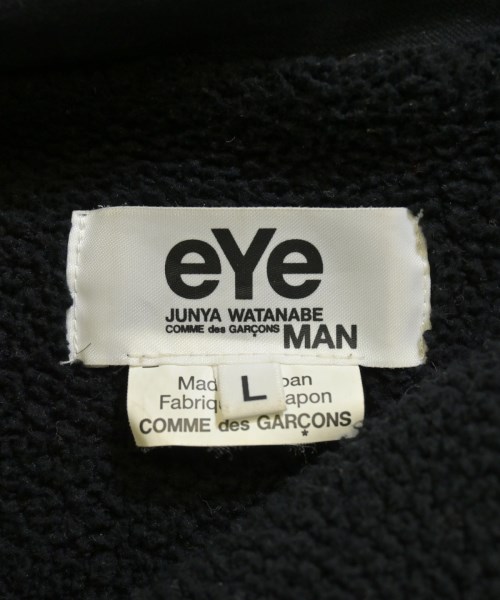 eYe
JUNYA WATANABE
COMME des GARÇONS MAN
L
COMME des GARÇONS